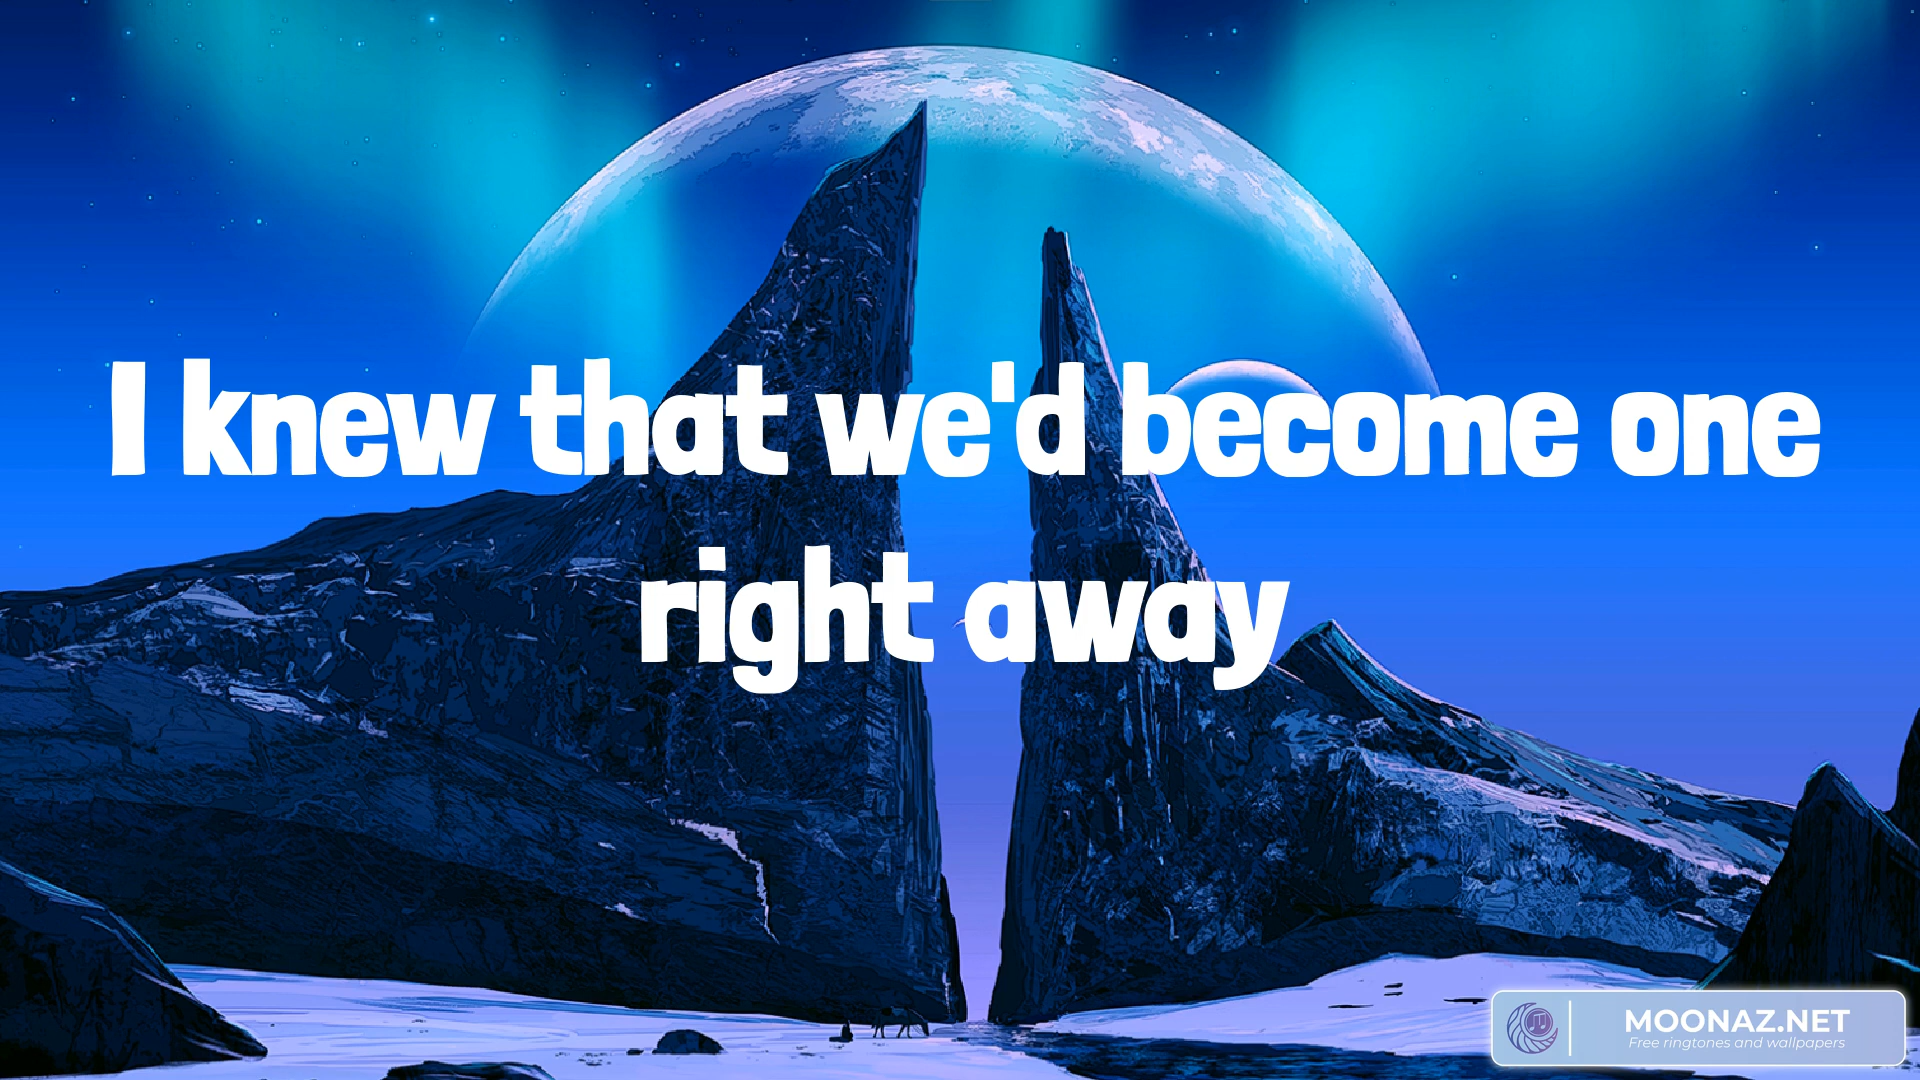 I knew that we'd become one
right away
MOONAZ.NET
Free ringtones and wallpapers